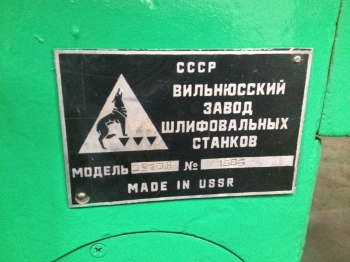 СССР
ВИЛЬНЮССКИЙ
ЗАВОД
ШЛИФОВАЛЬНЫХ
СТАНКОВ
МОДЕЛЬ №
MADE IN USSR